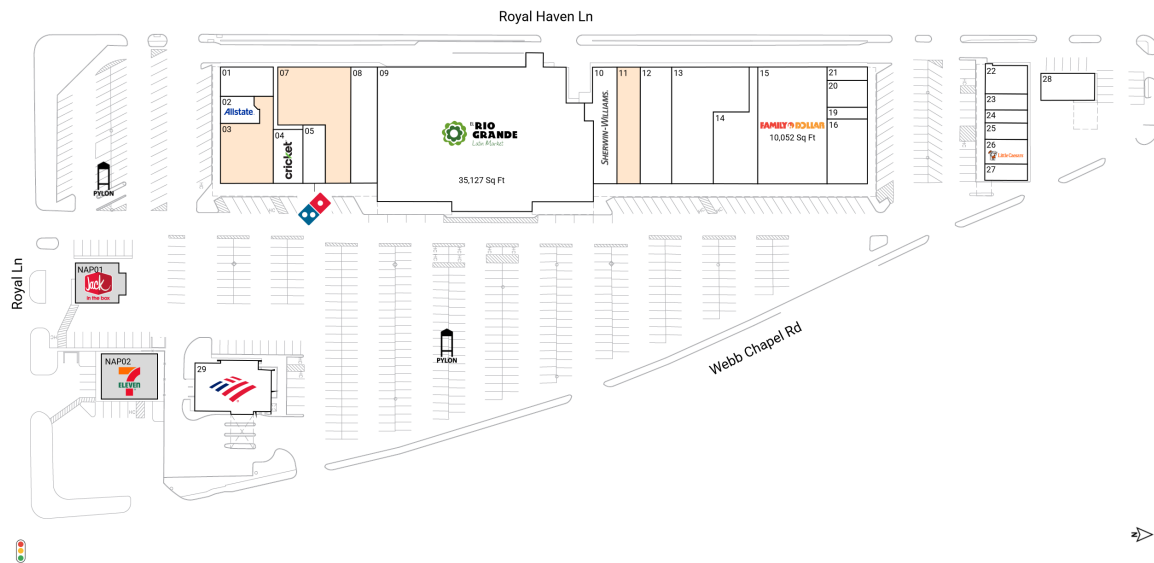 Royal Haven Ln
01
07
08
09
10
11
12
13
15
21
22
28
20
02
Allstate
23
19
24
14
16
03
04
05
cricket
EL RIO
GRANDE
Latin Market
35,127 Sq Ft
SHERWIN-WILLIAMS.
FAMILY DOLLAR
10,052 Sq Ft
25
26
Little Caesars
27
PYLON
HC
HC
Royal Ln
NAP01
Jack
in the box
NAP02
7
ELEVEN
29
PYLON
Webb Chapel Rd
N